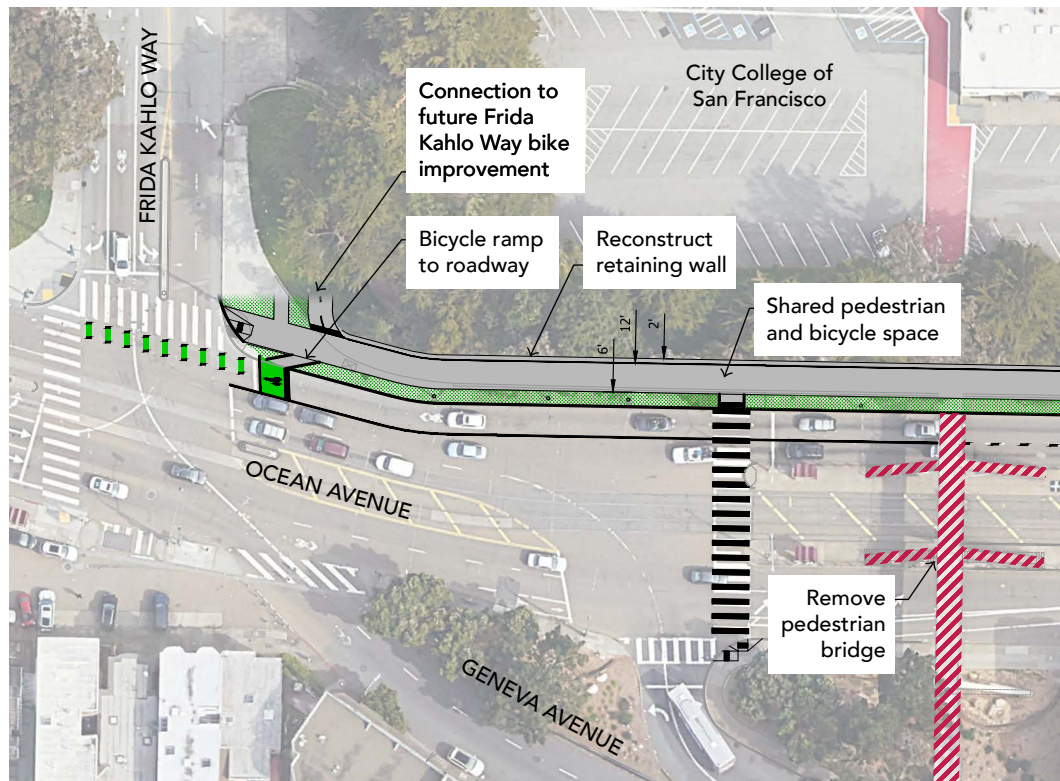 FRIDA KAHLO WAY
Connection to
future Frida
Kahlo Way bike
improvement
City College of
San Francisco
Bicycle ramp
to roadway
Reconstruct
retaining wall
Shared pedestrian
and bicycle space
12'
2'
6'
OCEAN AVENUE
Remove
pedestrian
bridge
GENEVA AVENUE